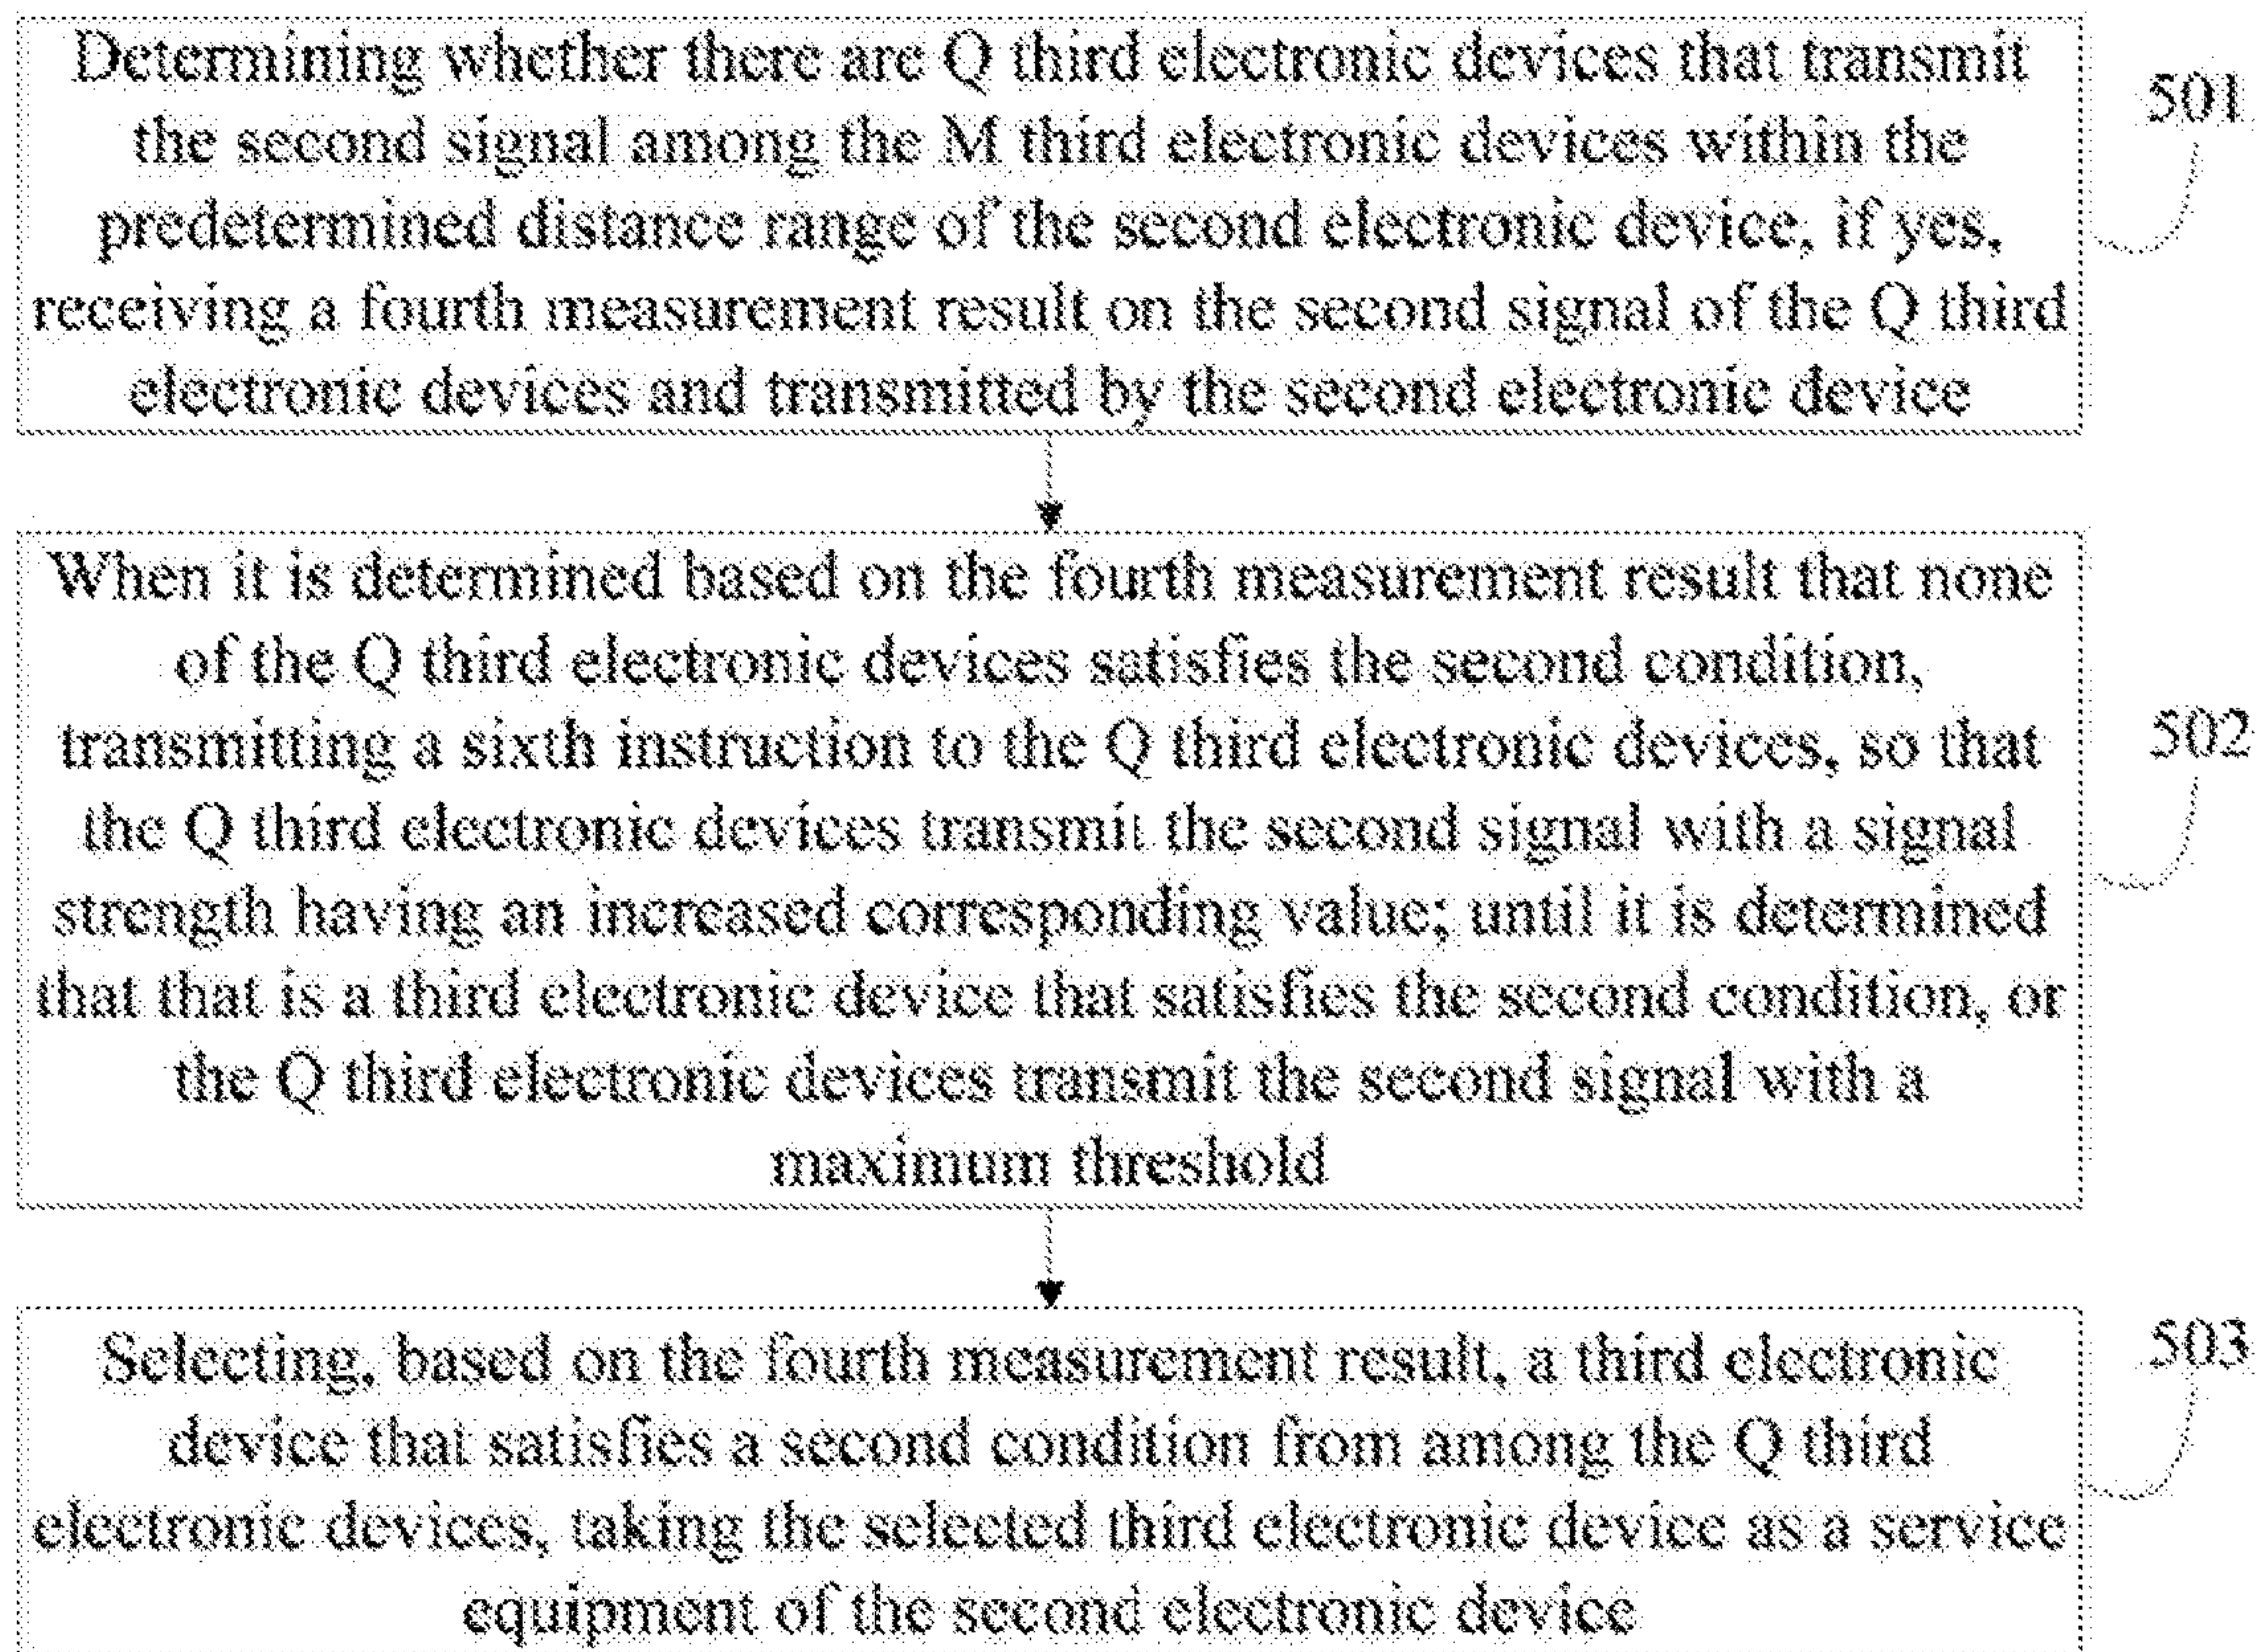 Determining whether there are Q third electronic devices that transmit
the second signal among the M third electronic devices within the
predetermined distance range of the second electronic device, if yes,
receiving a fourth measurement result on the second signal of the Q third
electronic devices and transmitted by the second electronic device
501
When it is determined based on the fourth measurement result that none
of the Q third electronic devices satisfies the second condition,
transmitting a sixth instruction to the Q third electronic devices, so that
the Q third electronic devices transmit the second signal with a signal
strength having an increased corresponding value; until it is determined
that that is a third electronic device that satisfies the second condition, or
the Q third electronic devices transmit the second signal with a
maximum threshold
502
Selecting, based on the fourth measurement result, a third electronic
device that satisfies a second condition from among the Q third
electronic devices, taking the selected third electronic device as a service
equipment of the second electronic device
503